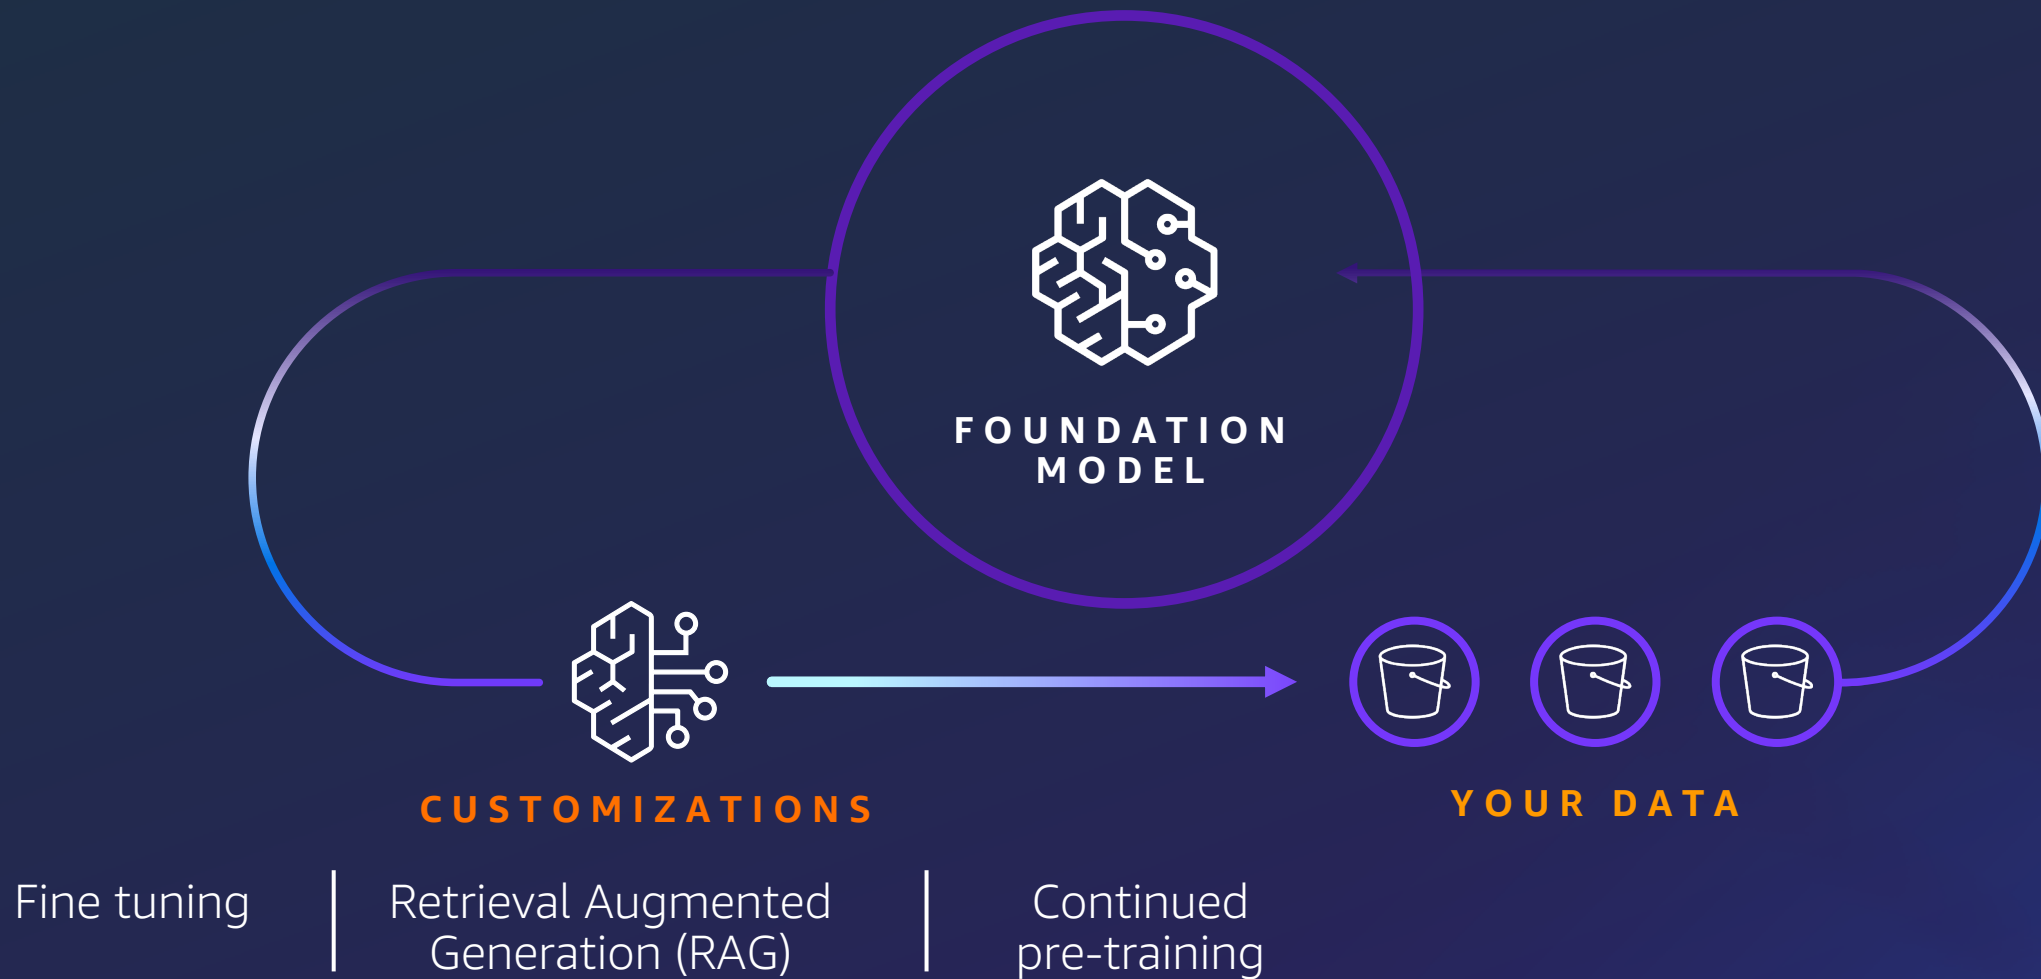 FOUNDATION
MODEL
CUSTOMIZATIONS
YOUR DATA
Fine tuning
Retrieval Augmented
Generation (RAG)
Continued
pre-training